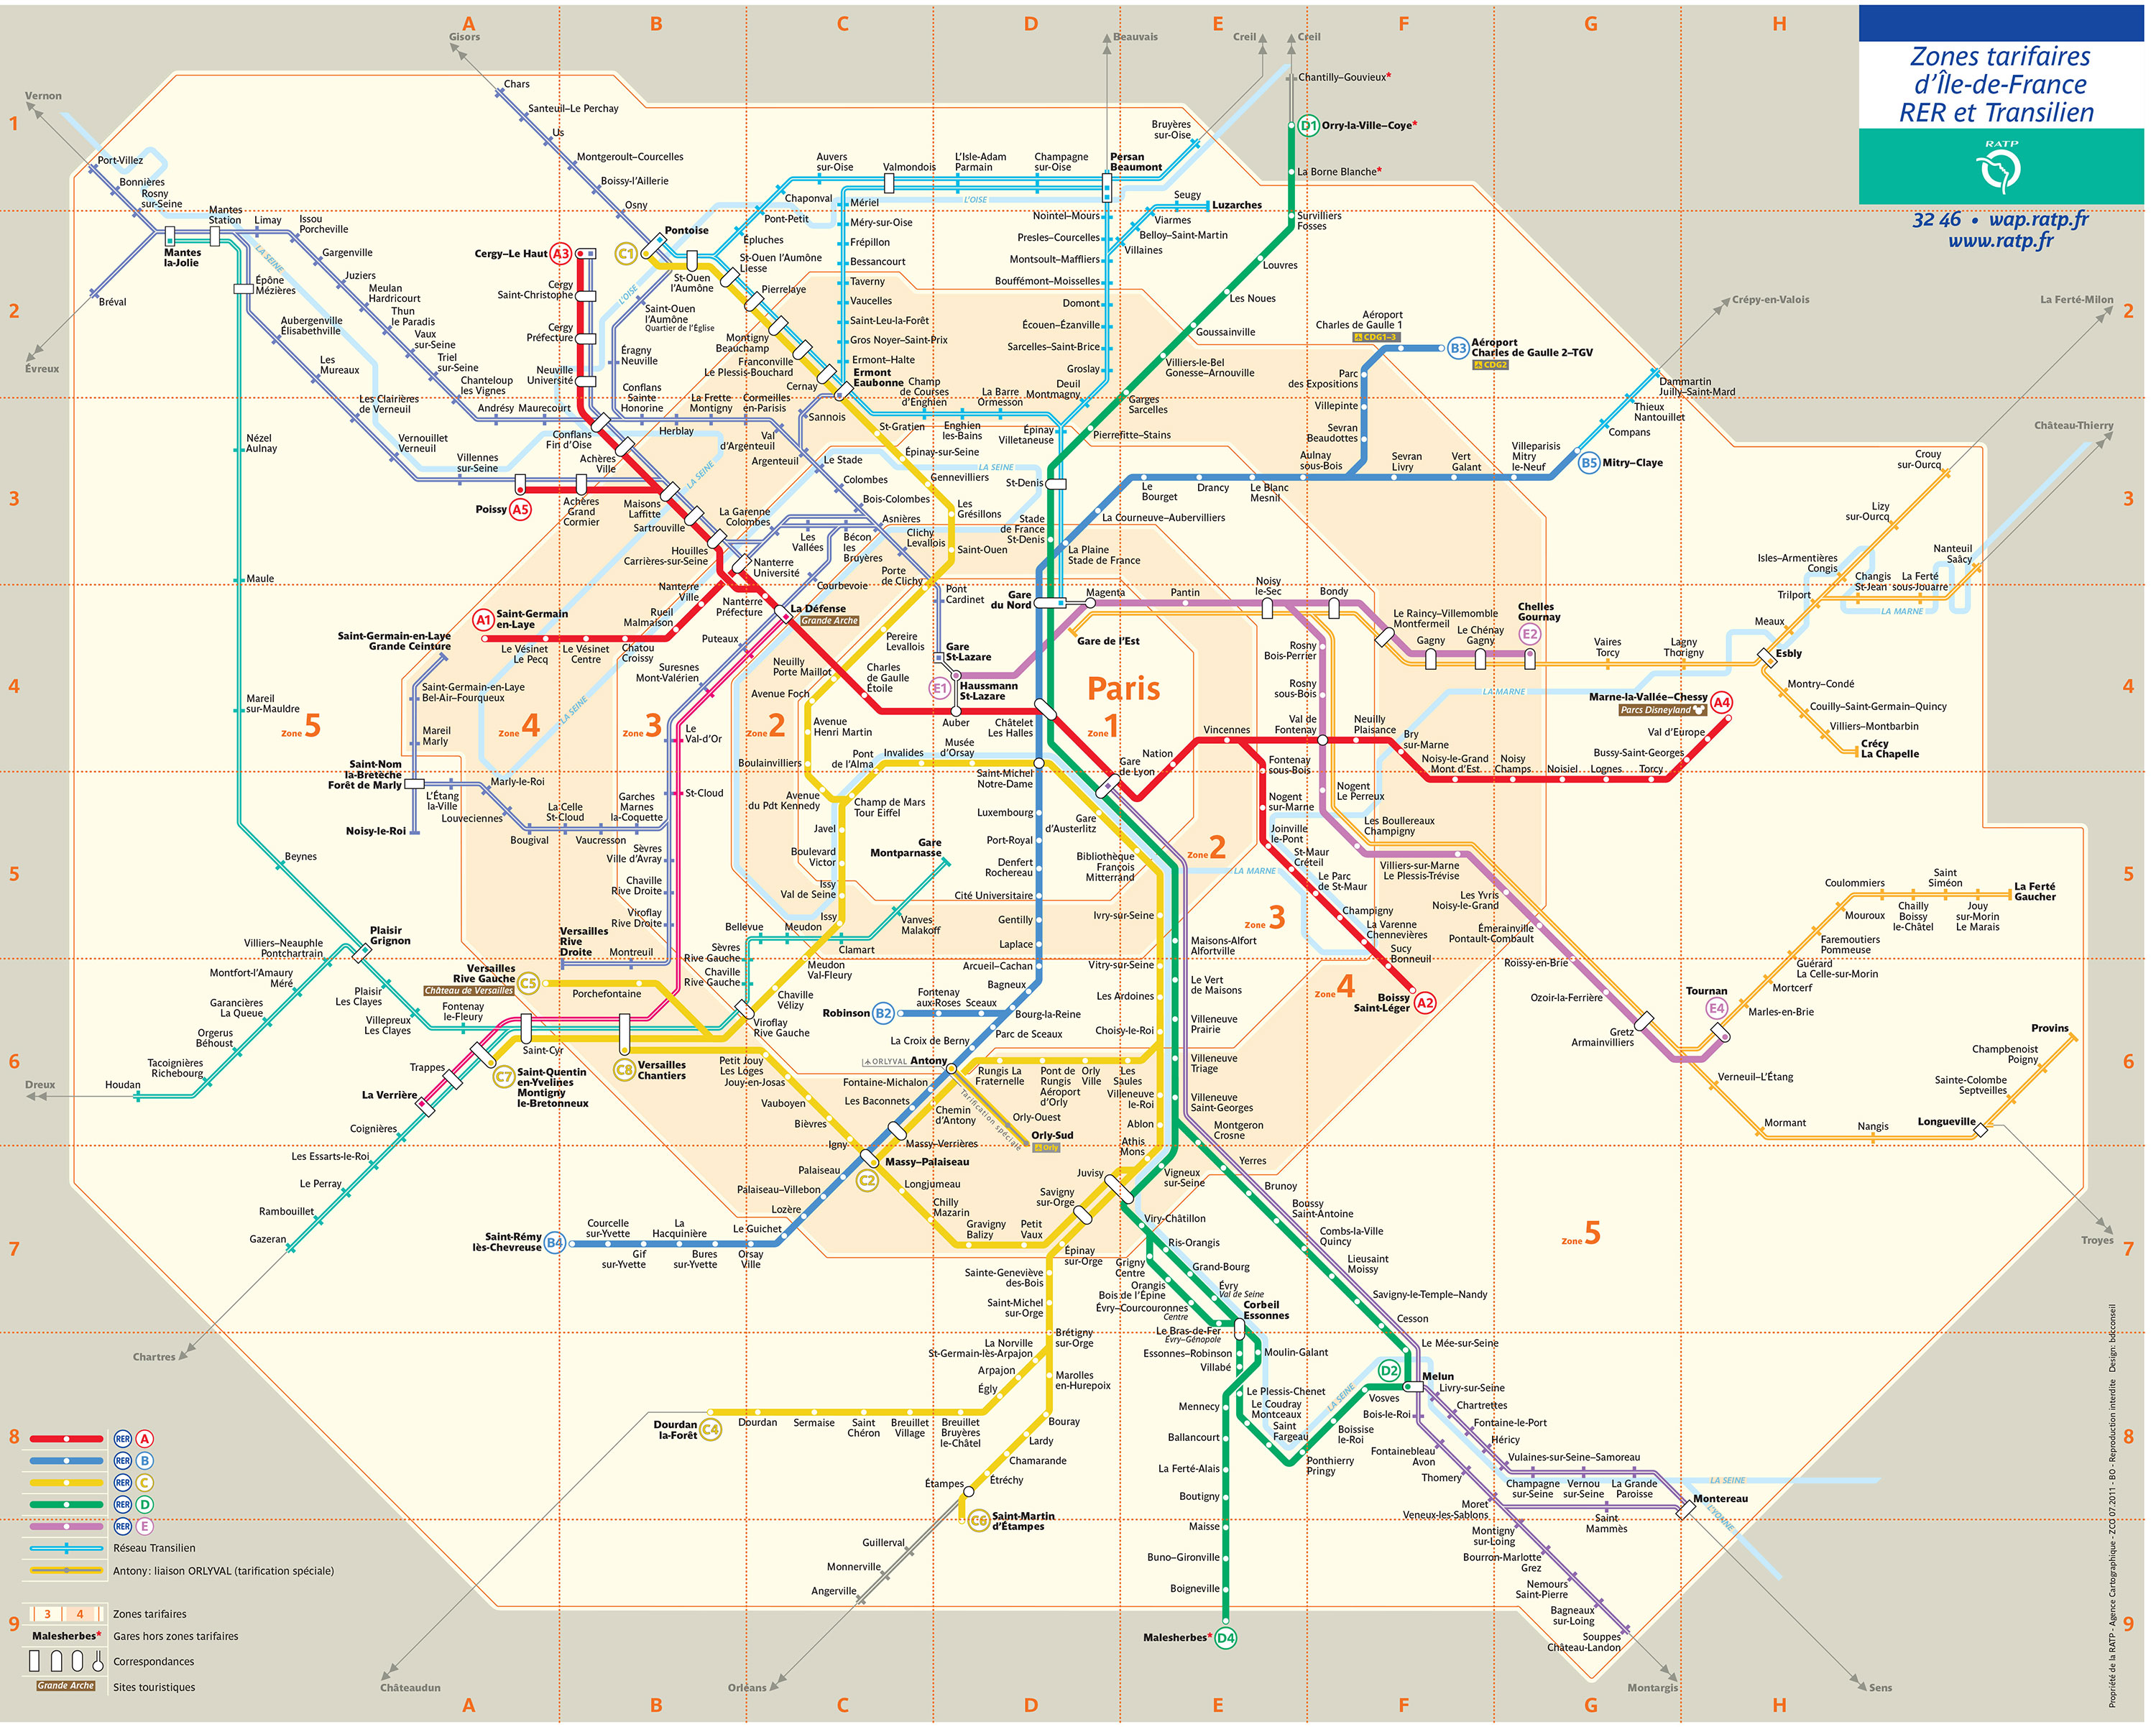 A
B
C
D
E
F
G
H
Zones tarifaires
d'Île-de-France
RER et Transilien
RATP
32 46 • wap.ratp.fr
www.ratp.fr
Gisors
Beauvais
Creil
Creil
Vernon
Chars
Santeuil–Le Perchay
Us
Montgeroult–Courcelles
Boissy-l'Aillerie
Osny
Chantilly–Gouvieux*
D1 Orry-la-Ville–Coye*
La Borne Blanche*
Survilliers
Fosses
Louvres
Les Noues
Goussainville
Villiers-le-Bel
Gonesse–Arnouville
Garges
Sarcelles
Pierrefitte–Stains
1
Port-Villez
Bonnières
Rosny
sur-Seine
Mantes
Station
Mantes
la-Jolie
Limay
Issou
Porcheville
Gargenville
Juziers
Meulan
Hardricourt
Thun
le Paradis
Vaux
sur-Seine
Triel
sur-Seine
Chanteloup
les Vignes
Andrésy
Maurecourt
Bréval
Évreux
Épône
Mézières
Aubergenville
Élisabethville
Les
Mureaux
Les Clairières
de Verneuil
Vernouillet
Verneuil
Villennes
sur-Seine
Poissy A5
Bruyères
sur-Oise
Persan
Beaumont
Champagne
sur-Oise
L'Isle-Adam
Parmain
Valmondois
Auvers
sur-Oise
Chaponval
Pont-Petit
Épluches
Pontoise
C1
St-Ouen l'Aumône
Liesse
St-Ouen
l'Aumône
Pierrelaye
Saint-Ouen
l'Aumône
Quartier de l'Église
Éragny
Neuville
Conflans
Sainte
Honorine
Montigny
Beauchamp
Franconville
Le Plessis-Bouchard
Cernay
Ermont
Eaubonne
Mériel
Méry-sur-Oise
Frépillon
Bessancourt
Taverny
Vaucelles
Saint-Leu-la-Forêt
Gros Noyer–Saint-Prix
Ermont–Halte
Champ
de Courses
d'Enghien
La Barre
Ormesson
Enghien
les-Bains
Épinay
Villetaneuse
Seugy
Luzarches
Viarmes
Belloy–Saint-Martin
Villaines
Nointel–Mours
Presles–Courcelles
Montsoult–Maffliers
Bouffémont–Moisselles
Domont
Écouen–Ézanville
Sarcelles–Saint-Brice
Groslay
Deuil
Montmagny
L'OISE
L'OISE
LA SEINE
LA SEINE
LA SEINE
LA SEINE
2
Cergy–Le Haut A3
Cergy
Saint-Christophe
Cergy
Préfecture
Neuville
Université
Conflans
Fin d'Oise
Achères
Ville
Achères
Grand
Cormier
Maisons
Laffitte
Sartrouville
Houilles
Carrières-sur-Seine
Herblay
La Frette
Montigny
Cormeilles
en-Parisis
Val
d'Argenteuil
Argenteuil
Sannois
St-Gratien
Épinay-sur-Seine
Gennevilliers
Les
Grésillons
Saint-Ouen
Le Stade
Colombes
Bois-Colombes
Asnières
Clichy
Levallois
Porte
de Clichy
Pont
Cardinet
La Garenne
Colombes
Les
Vallées
Bécon
les
Bruyères
Courbevoie
Nanterre
Université
Nanterre
Ville
Nanterre
Préfecture
Rueil
Malmaison
La Défense
Grande Arche
Puteaux
Suresnes
Mont-Valérien
Aéroport
Charles de Gaulle 1
CDG1–3
B3 Aéroport
Charles de Gaulle 2–TGV
CDG2
Parc
des Expositions
Villepinte
Sevran
Beaudottes
Aulnay
sous-Bois
Sevran
Livry
Vert
Galant
Villeparisis
Mitry
le-Neuf
B5 Mitry–Claye
Compans
Thieux
Nantouillet
Dammartin
Juilly–Saint-Mard
Crépy-en-Valois
La Ferté-Milon
Château-Thierry
3
St-Denis
Stade
de France
St-Denis
La Plaine
Stade de France
La Courneuve–Aubervilliers
Le
Bourget
Drancy
Le Blanc
Mesnil
Crouy
sur-Ourcq
Lizy
sur-Ourcq
Isles–Armentières
Congis
Nanteuil
Saâcy
Changis
St-Jean
La Ferté
sous-Jouarre
Trilport
LA MARNE
Meaux
Esbly
Montry–Condé
Couilly–Saint-Germain–Quincy
Villiers–Montbarbin
Crécy
La Chapelle
Nézel
Aulnay
Maule
Mareil
sur-Mauldre
Beynes
4
A1 Saint-Germain
en-Laye
Le Vésinet
Le Pecq
Le Vésinet
Centre
Chatou
Croissy
Saint-Germain-en-Laye
Grande Ceinture
Saint-Germain-en-Laye
Bel-Air–Fourqueux
Mareil
Marly
Saint-Nom
la-Bretèche
Forêt de Marly
Noisy-le-Roi
L'Étang
la-Ville
Marly-le-Roi
Louveciennes
Bougival
La Celle
St-Cloud
Vaucresson
Garches
Marnes
la-Coquette
Le
Val-d'Or
St-Cloud
Sèvres
Ville d'Avray
Chaville
Rive Droite
Viroflay
Rive Droite
Montreuil
Versailles
Rive
Droite
Zone 5
Zone 4
Zone 3
Zone 2
Paris
Zone 1
Zone 2
Zone 3
Zone 4
Zone 5
Pereire
Levallois
Neuilly
Porte Maillot
Charles
de Gaulle
Étoile
Avenue Foch
Avenue
Henri Martin
Boulainvilliers
Avenue
du Pdt Kennedy
Pont
de l'Alma
Invalides
Musée
d'Orsay
Champ de Mars
Tour Eiffel
Javel
Boulevard
Victor
Issy
Val de Seine
Issy
Gare
St-Lazare
E1 Haussmann
St-Lazare
Auber
Gare
du Nord
Magenta
Gare de l'Est
Châtelet
Les Halles
Saint-Michel
Notre-Dame
Luxembourg
Port-Royal
Denfert
Rochereau
Cité Universitaire
Gentilly
Laplace
Arcueil–Cachan
Bagneux
Gare
d'Austerlitz
Bibliothèque
François
Mitterrand
Gare
de Lyon
Nation
Vincennes
Pantin
Noisy
le-Sec
Bondy
Rosny
Bois-Perrier
Rosny
sous-Bois
Val de
Fontenay
Neuilly
Plaisance
Le Raincy–Villemomble
Montfermeil
Gagny
Le Chénay
Gagny
Chelles
Gournay
E2
Vaires
Torcy
Lagny
Thorigny
LA MARNE
Marne-la-Vallée–Chessy A4
Parcs Disneyland
Val d'Europe
Bussy-Saint-Georges
Torcy
Lognes
Noisiel
Noisy
Champs
Noisy-le-Grand
Mont d'Est
Bry
sur-Marne
Fontenay
sous-Bois
Nogent
sur-Marne
Joinville
le-Pont
St-Maur
Créteil
Le Parc
de St-Maur
Champigny
La Varenne
Chennevières
Sucy
Bonneuil
Boissy
Saint-Léger A2
Nogent
Le Perreux
Les Boullereaux
Champigny
Villiers-sur-Marne
Le Plessis-Trévise
Les Yvris
Noisy-le-Grand
Émerainville
Pontault-Combault
Roissy-en-Brie
Ozoir-la-Ferrière
Gretz
Armainvilliers
Tournan
E4
LA MARNE
5
Gare
Montparnasse
Vanves
Malakoff
Clamart
Meudon
Bellevue
Sèvres
Rive Gauche
Chaville
Rive Gauche
Viroflay
Rive Gauche
Meudon
Val-Fleury
Chaville
Vélizy
Ivry-sur-Seine
Vitry-sur-Seine
Les Ardoines
Choisy-le-Roi
Maisons-Alfort
Alfortville
Le Vert
de Maisons
Villeneuve
Prairie
Villeneuve
Triage
Villeneuve
Saint-Georges
Montgeron
Crosne
Yerres
Brunoy
Boussy
Saint-Antoine
Combs-la-Ville
Quincy
Lieusaint
Moissy
Savigny-le-Temple–Nandy
Cesson
Le Mée-sur-Seine
Melun
D2
Coulommiers
Mouroux
Chailly
Boissy
le-Châtel
Saint
Siméon
Jouy
sur-Morin
Le Marais
La Ferté
Gaucher
Faremoutiers
Pommeuse
Guérard
La Celle-sur-Morin
Mortcerf
Marles-en-Brie
Verneuil–L'Étang
Mormant
Nangis
Longueville
Sainte-Colombe
Septveilles
Champbenoist
Poigny
Provins
Troyes
6
Plaisir
Grignon
Villiers–Neauphle
Pontchartrain
Montfort-l'Amaury
Méré
Garancières
La Queue
Orgerus
Béhoust
Tacoignières
Richebourg
Houdan
Dreux
Plaisir
Les Clayes
Villepreux
Les Clayes
Fontenay
le-Fleury
Versailles
Rive Gauche C5
Château de Versailles
Porchefontaine
Saint-Cyr
C7 Saint-Quentin
en-Yvelines
Montigny
le-Bretonneux
C8 Versailles
Chantiers
Trappes
La Verrière
Coignières
Les Essarts-le-Roi
Le Perray
Rambouillet
Gazeran
Chartres
Petit Jouy
Les Loges
Jouy-en-Josas
Vauboyen
Bièvres
Igny
Robinson B2
Fontenay
aux-Roses
Sceaux
Bourg-la-Reine
Parc de Sceaux
La Croix de Berny
ORLYVAL
Antony
Fontaine-Michalon
Les Baconnets
Chemin
d'Antony
Massy–Verrières
Massy–Palaiseau
C2
Tarification spéciale
Orly-Ouest
Orly-Sud
Orly
Rungis La
Fraternelle
Pont de
Rungis
Aéroport
d'Orly
Orly
Ville
Les
Saules
Villeneuve
le-Roi
Ablon
Athis
Mons
Juvisy
Vigneux
sur-Seine
7
Palaiseau
Palaiseau–Villebon
Lozère
Le Guichet
Orsay
Ville
Bures
sur-Yvette
La
Hacquinière
Gif
sur-Yvette
Courcelle
sur-Yvette
Saint-Rémy
lès-Chevreuse B4
Longjumeau
Chilly
Mazarin
Gravigny
Balizy
Petit
Vaux
Savigny
sur-Orge
Épinay
sur-Orge
Sainte-Geneviève
des-Bois
Saint-Michel
sur-Orge
Brétigny
sur-Orge
Viry-Châtillon
Ris-Orangis
Grand-Bourg
Évry
Val de Seine
Corbeil
Essonnes
Grigny
Centre
Orangis
Bois de l'Épine
Évry–Courcouronnes
Centre
Le Bras-de-Fer
Évry–Génopole
Essonnes–Robinson
Villabé
Moulin-Galant
Le Plessis-Chenet
Le Coudray
Montceaux
Saint
Fargeau
Ponthierry
Pringy
Boissise
le-Roi
Vosves
LA SEINE
8
La Norville
St-Germain-lès-Arpajon
Arpajon
Égly
Breuillet
Bruyères
le-Châtel
Breuillet
Village
Saint
Chéron
Sermaise
Dourdan
Dourdan
la-Forêt C4
Marolles
en-Hurepoix
Bouray
Lardy
Chamarande
Étréchy
Étampes
C6 Saint-Martin
d'Étampes
Guillerval
Monnerville
Angerville
Orléans
Châteaudun
Mennecy
Ballancourt
La Ferté-Alais
Boutigny
Maisse
Buno–Gironville
Boigneville
Malesherbes* D4
Livry-sur-Seine
Chartrettes
Fontaine-le-Port
Héricy
Vulaines-sur-Seine–Samoreau
Champagne
sur-Seine
Vernou
sur-Seine
La Grande
Paroisse
Montereau
LA SEINE
L'YONNE
Bois-le-Roi
Fontainebleau
Avon
Thomery
Moret
Veneux-les-Sablons
Saint
Mammès
Montigny
sur-Loing
Bourron-Marlotte
Grez
Nemours
Saint-Pierre
Bagneaux
sur-Loing
Souppes
Château-Landon
Montargis
Sens
9
RER A
RER B
RER C
RER D
RER E
Réseau Transilien
Antony: liaison ORLYVAL (tarification spéciale)
3 4 Zones tarifaires
Malesherbes* Gares hors zones tarifaires
Correspondances
Grande Arche Sites touristiques
Propriété de la RATP - Agence Cartographique - ZCO 07.2011 - BO - Reproduction interdite Design: bdcconseil
1
2
3
4
5
6
7
8
9
A
B
C
D
E
F
G
H